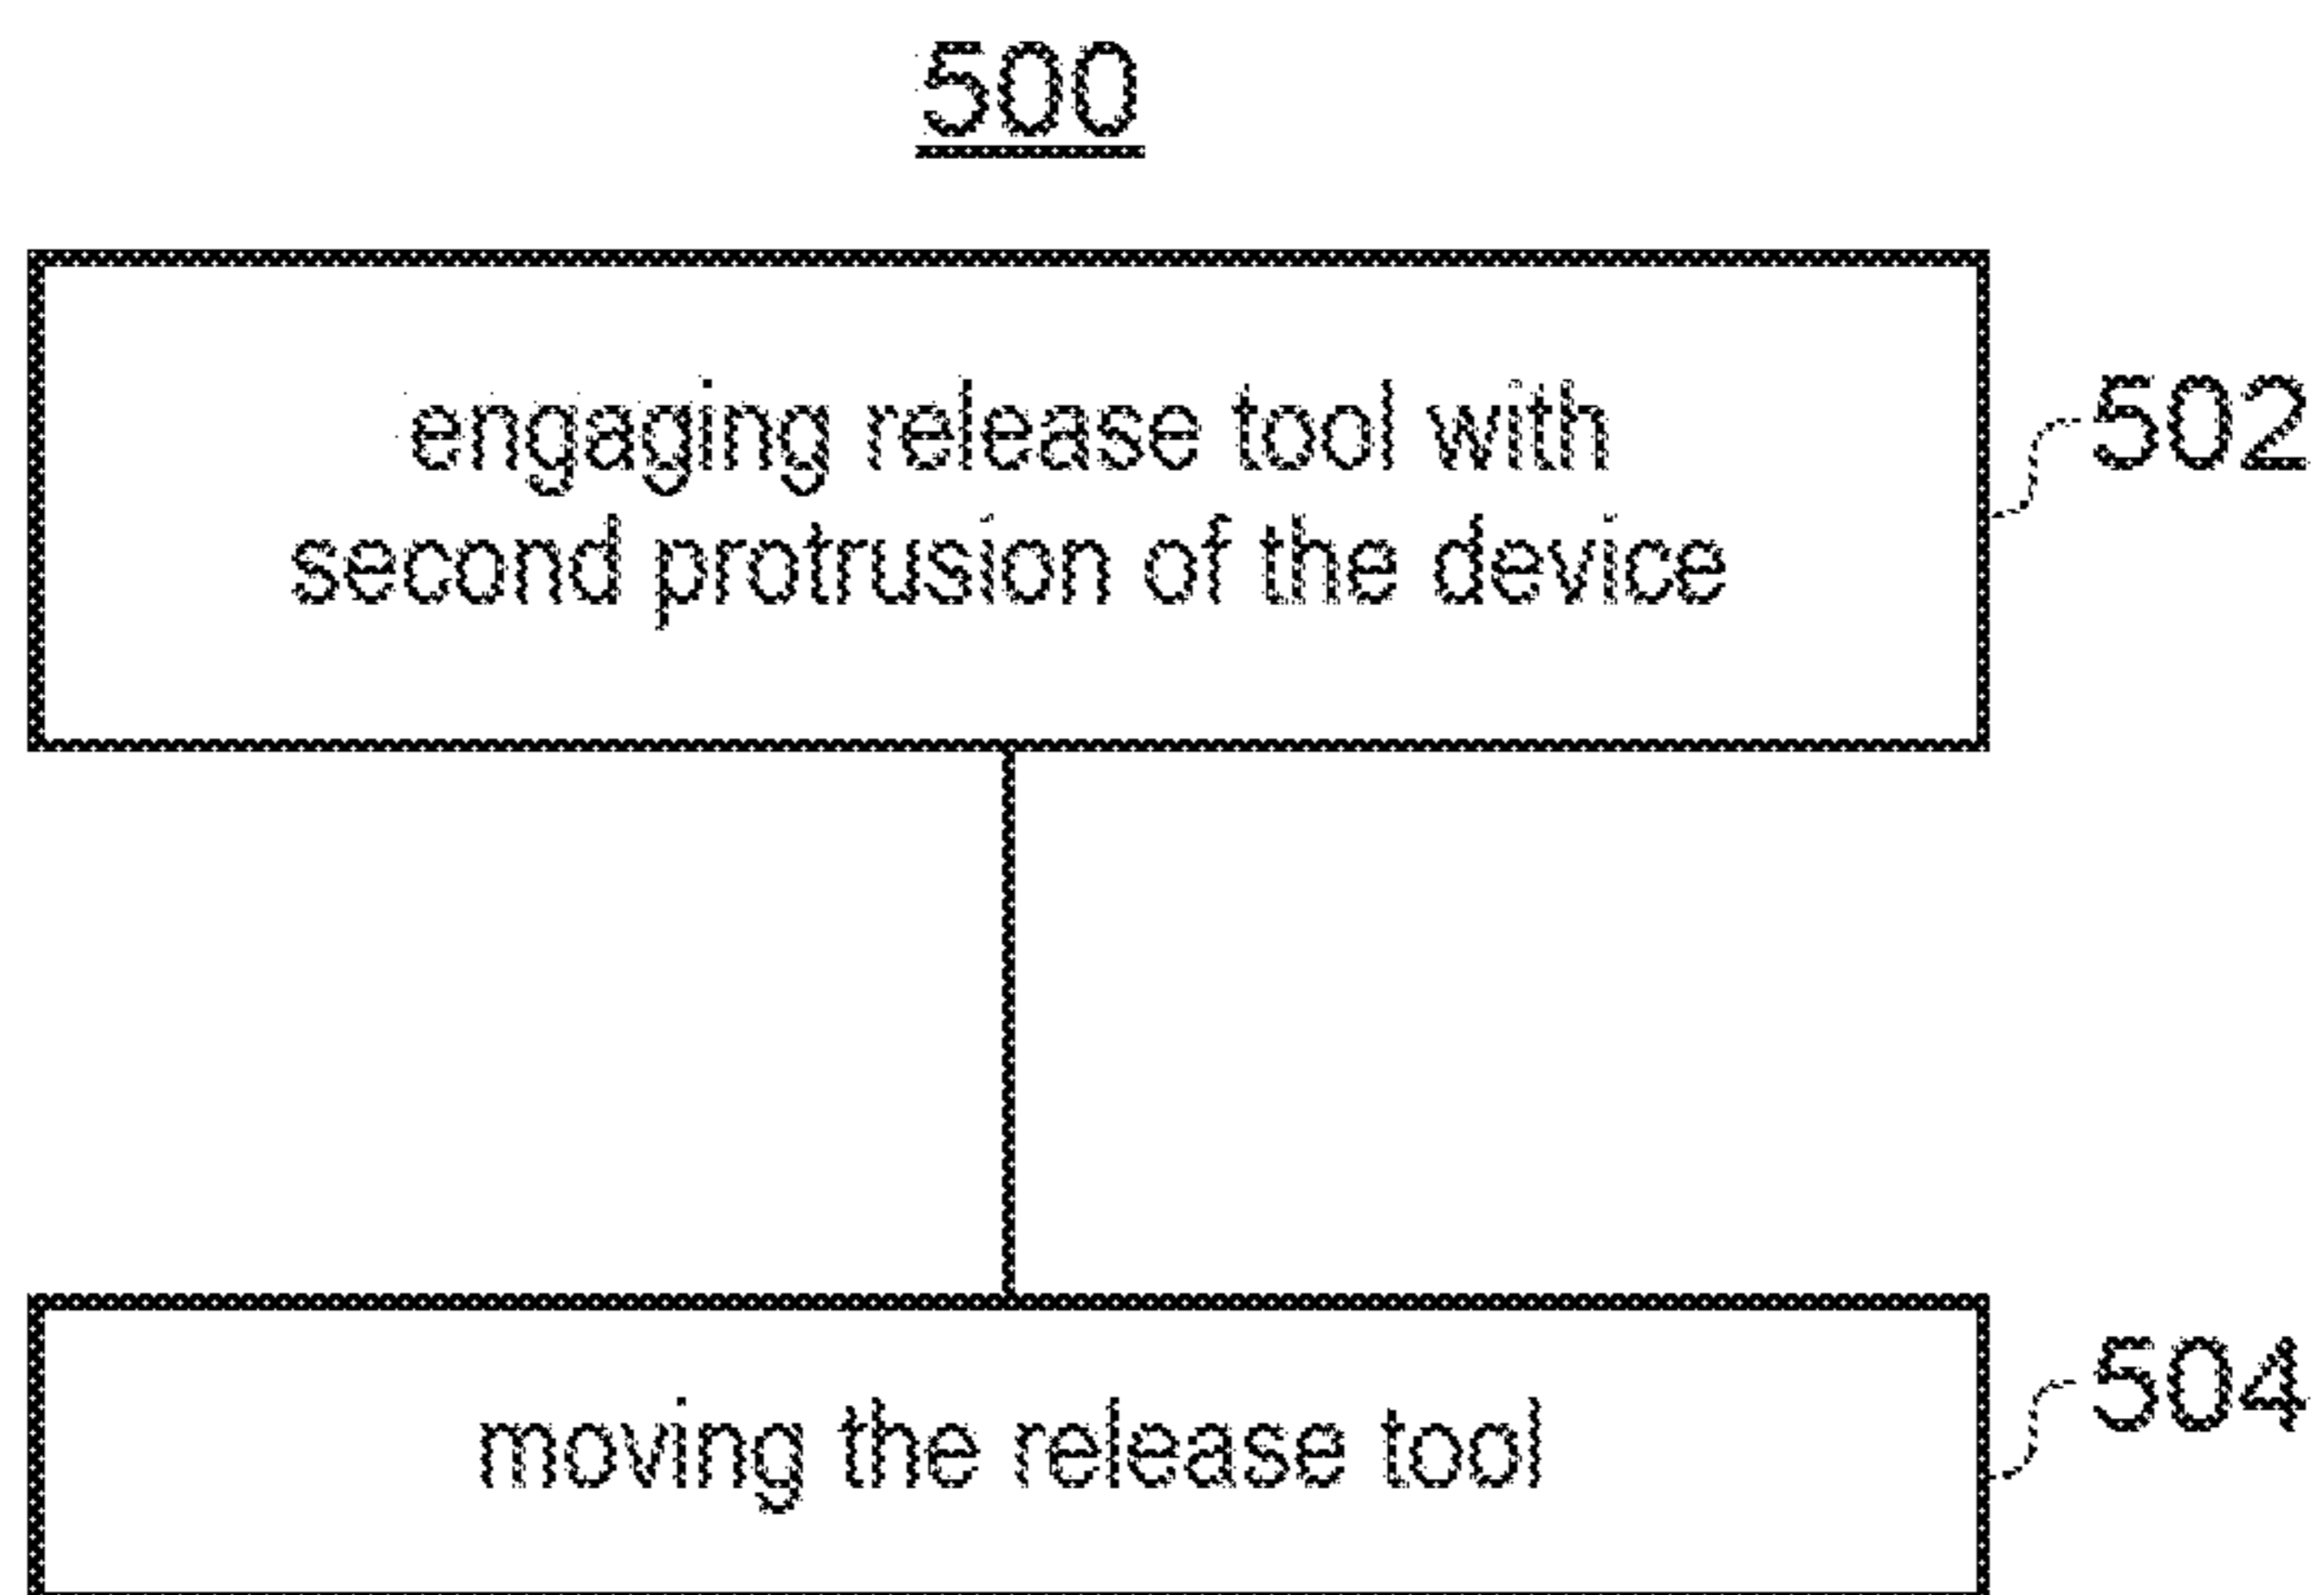 500
engaging release tool with
second protrusion of the device
502
moving the release tool
504